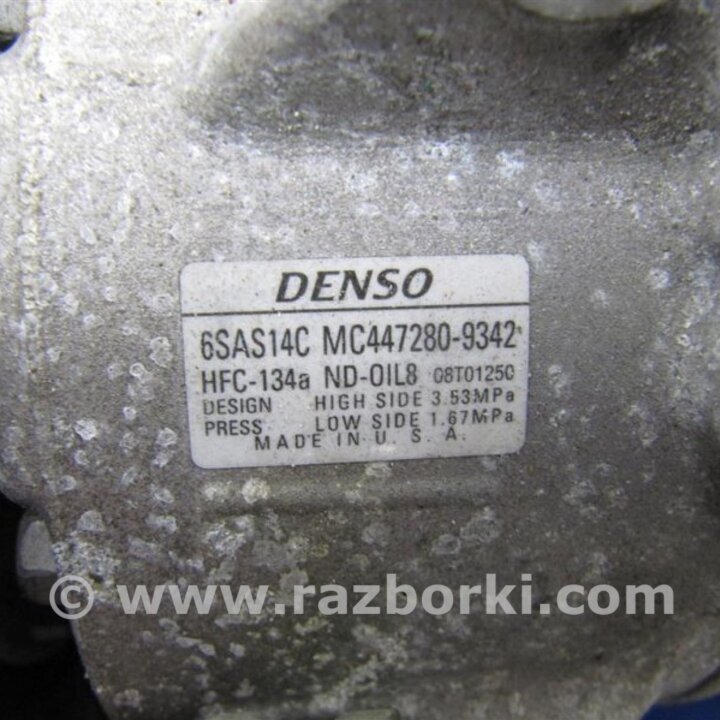 DENSO
6SAS14C MC447280-9342
HFC-134a ND-OIL8 08T01250
DESIGN HIGH SIDE 3.53MPa
PRESS LOW SIDE 1.67MPa
MADE IN U. S. A.
© www.razborki.com